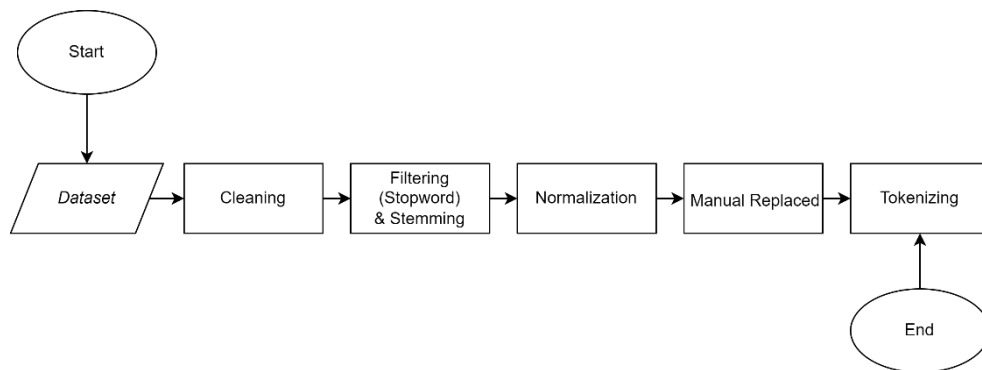 Start
Dataset
Cleaning
Filtering
(Stopword)
& Stemming
Normalization
Manual Replaced
Tokenizing
End